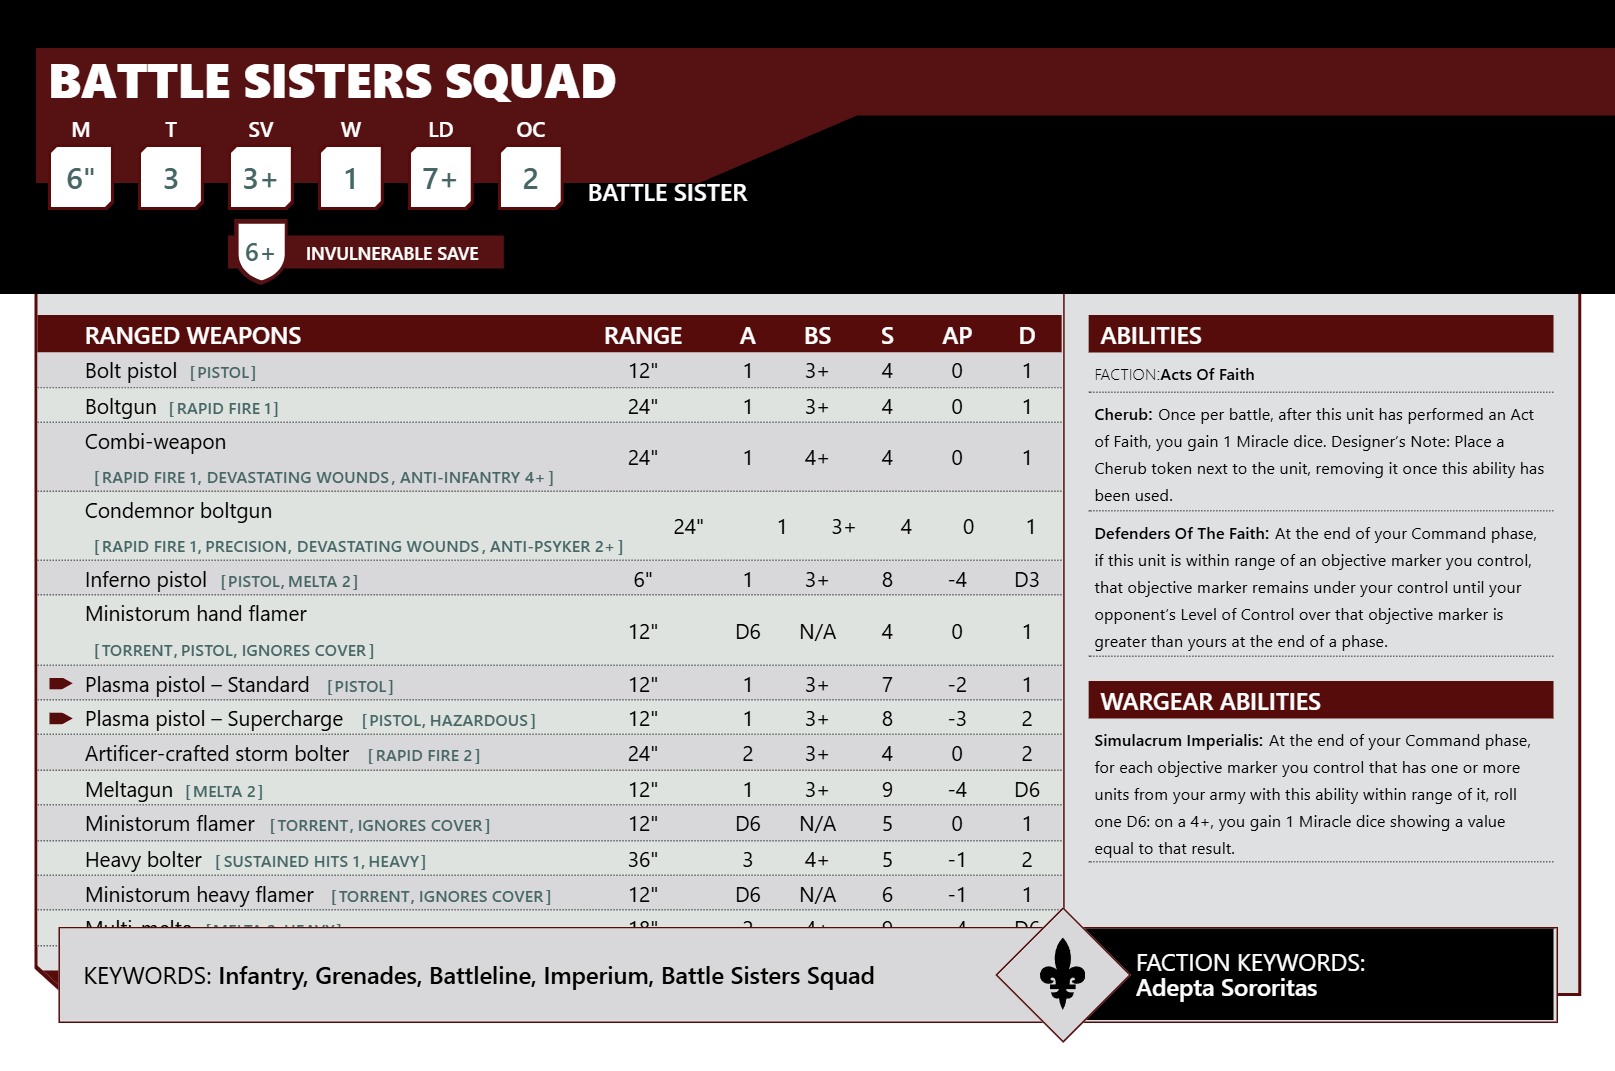 BATTLE SISTERS SQUAD
M T SV W LD OC
6" 3 3+ 1 7+ 2 BATTLE SISTER
6+ INVULNERABLE SAVE
RANGED WEAPONS RANGE A BS S AP D
Bolt pistol [PISTOL] 12" 1 3+ 4 0 1
Boltgun [RAPID FIRE 1] 24" 1 3+ 4 0 1
Combi-weapon
[RAPID FIRE 1, DEVASTATING WOUNDS, ANTI-INFANTRY 4+] 24" 1 4+ 4 0 1
Condemnor boltgun
[RAPID FIRE 1, PRECISION, DEVASTATING WOUNDS, ANTI-PSYKER 2+] 24" 1 3+ 4 0 1
Inferno pistol [PISTOL, MELTA 2] 6" 1 3+ 8 -4 D3
Ministorum hand flamer
[TORRENT, PISTOL, IGNORES COVER] 12" D6 N/A 4 0 1
Plasma pistol – Standard [PISTOL] 12" 1 3+ 7 -2 1
Plasma pistol – Supercharge [PISTOL, HAZARDOUS] 12" 1 3+ 8 -3 2
Artificer-crafted storm bolter [RAPID FIRE 2] 24" 2 3+ 4 0 2
Meltagun [MELTA 2] 12" 1 3+ 9 -4 D6
Ministorum flamer [TORRENT, IGNORES COVER] 12" D6 N/A 5 0 1
Heavy bolter [SUSTAINED HITS 1, HEAVY] 36" 3 4+ 5 -1 2
Ministorum heavy flamer [TORRENT, IGNORES COVER] 12" D6 N/A 6 -1 1
Multi-melta
ABILITIES
FACTION:Acts Of Faith
Cherub: Once per battle, after this unit has performed an Act
of Faith, you gain 1 Miracle dice. Designer's Note: Place a
Cherub token next to the unit, removing it once this ability has
been used.
Defenders Of The Faith: At the end of your Command phase,
if this unit is within range of an objective marker you control,
that objective marker remains under your control until your
opponent's Level of Control over that objective marker is
greater than yours at the end of a phase.
WARGEAR ABILITIES
Simulacrum Imperialis: At the end of your Command phase,
for each objective marker you control that has one or more
units from your army with this ability within range of it, roll
one D6: on a 4+, you gain 1 Miracle dice showing a value
equal to that result.
KEYWORDS: Infantry, Grenades, Battleline, Imperium, Battle Sisters Squad
FACTION KEYWORDS:
Adepta Sororitas